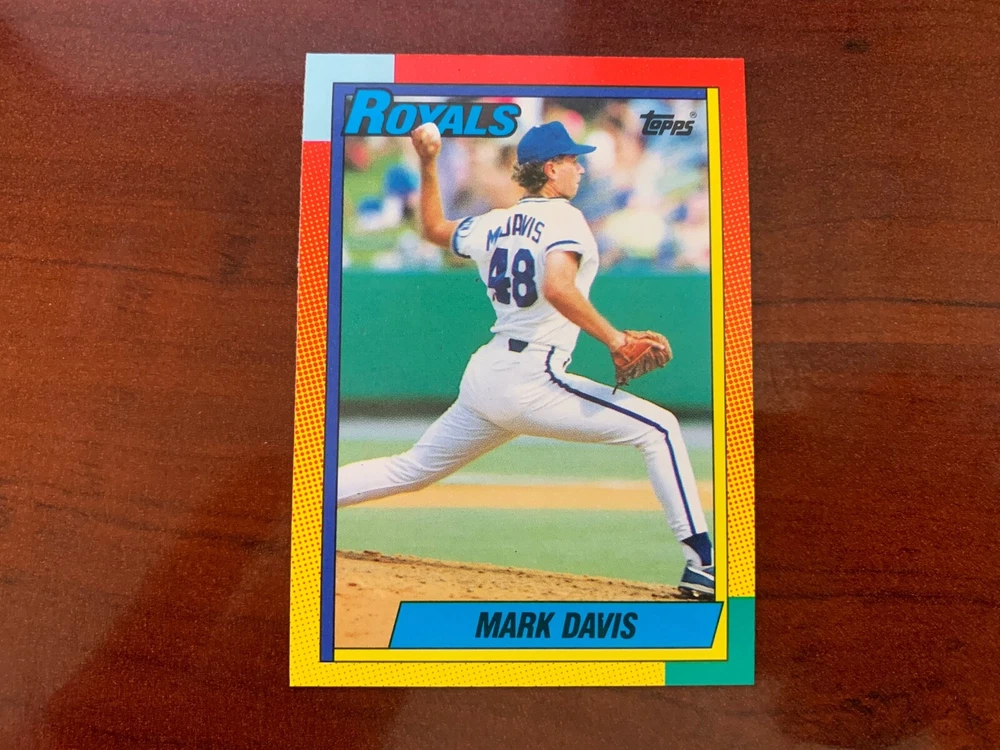 ROYALS
topps®
M. DAVIS
48
MARK DAVIS